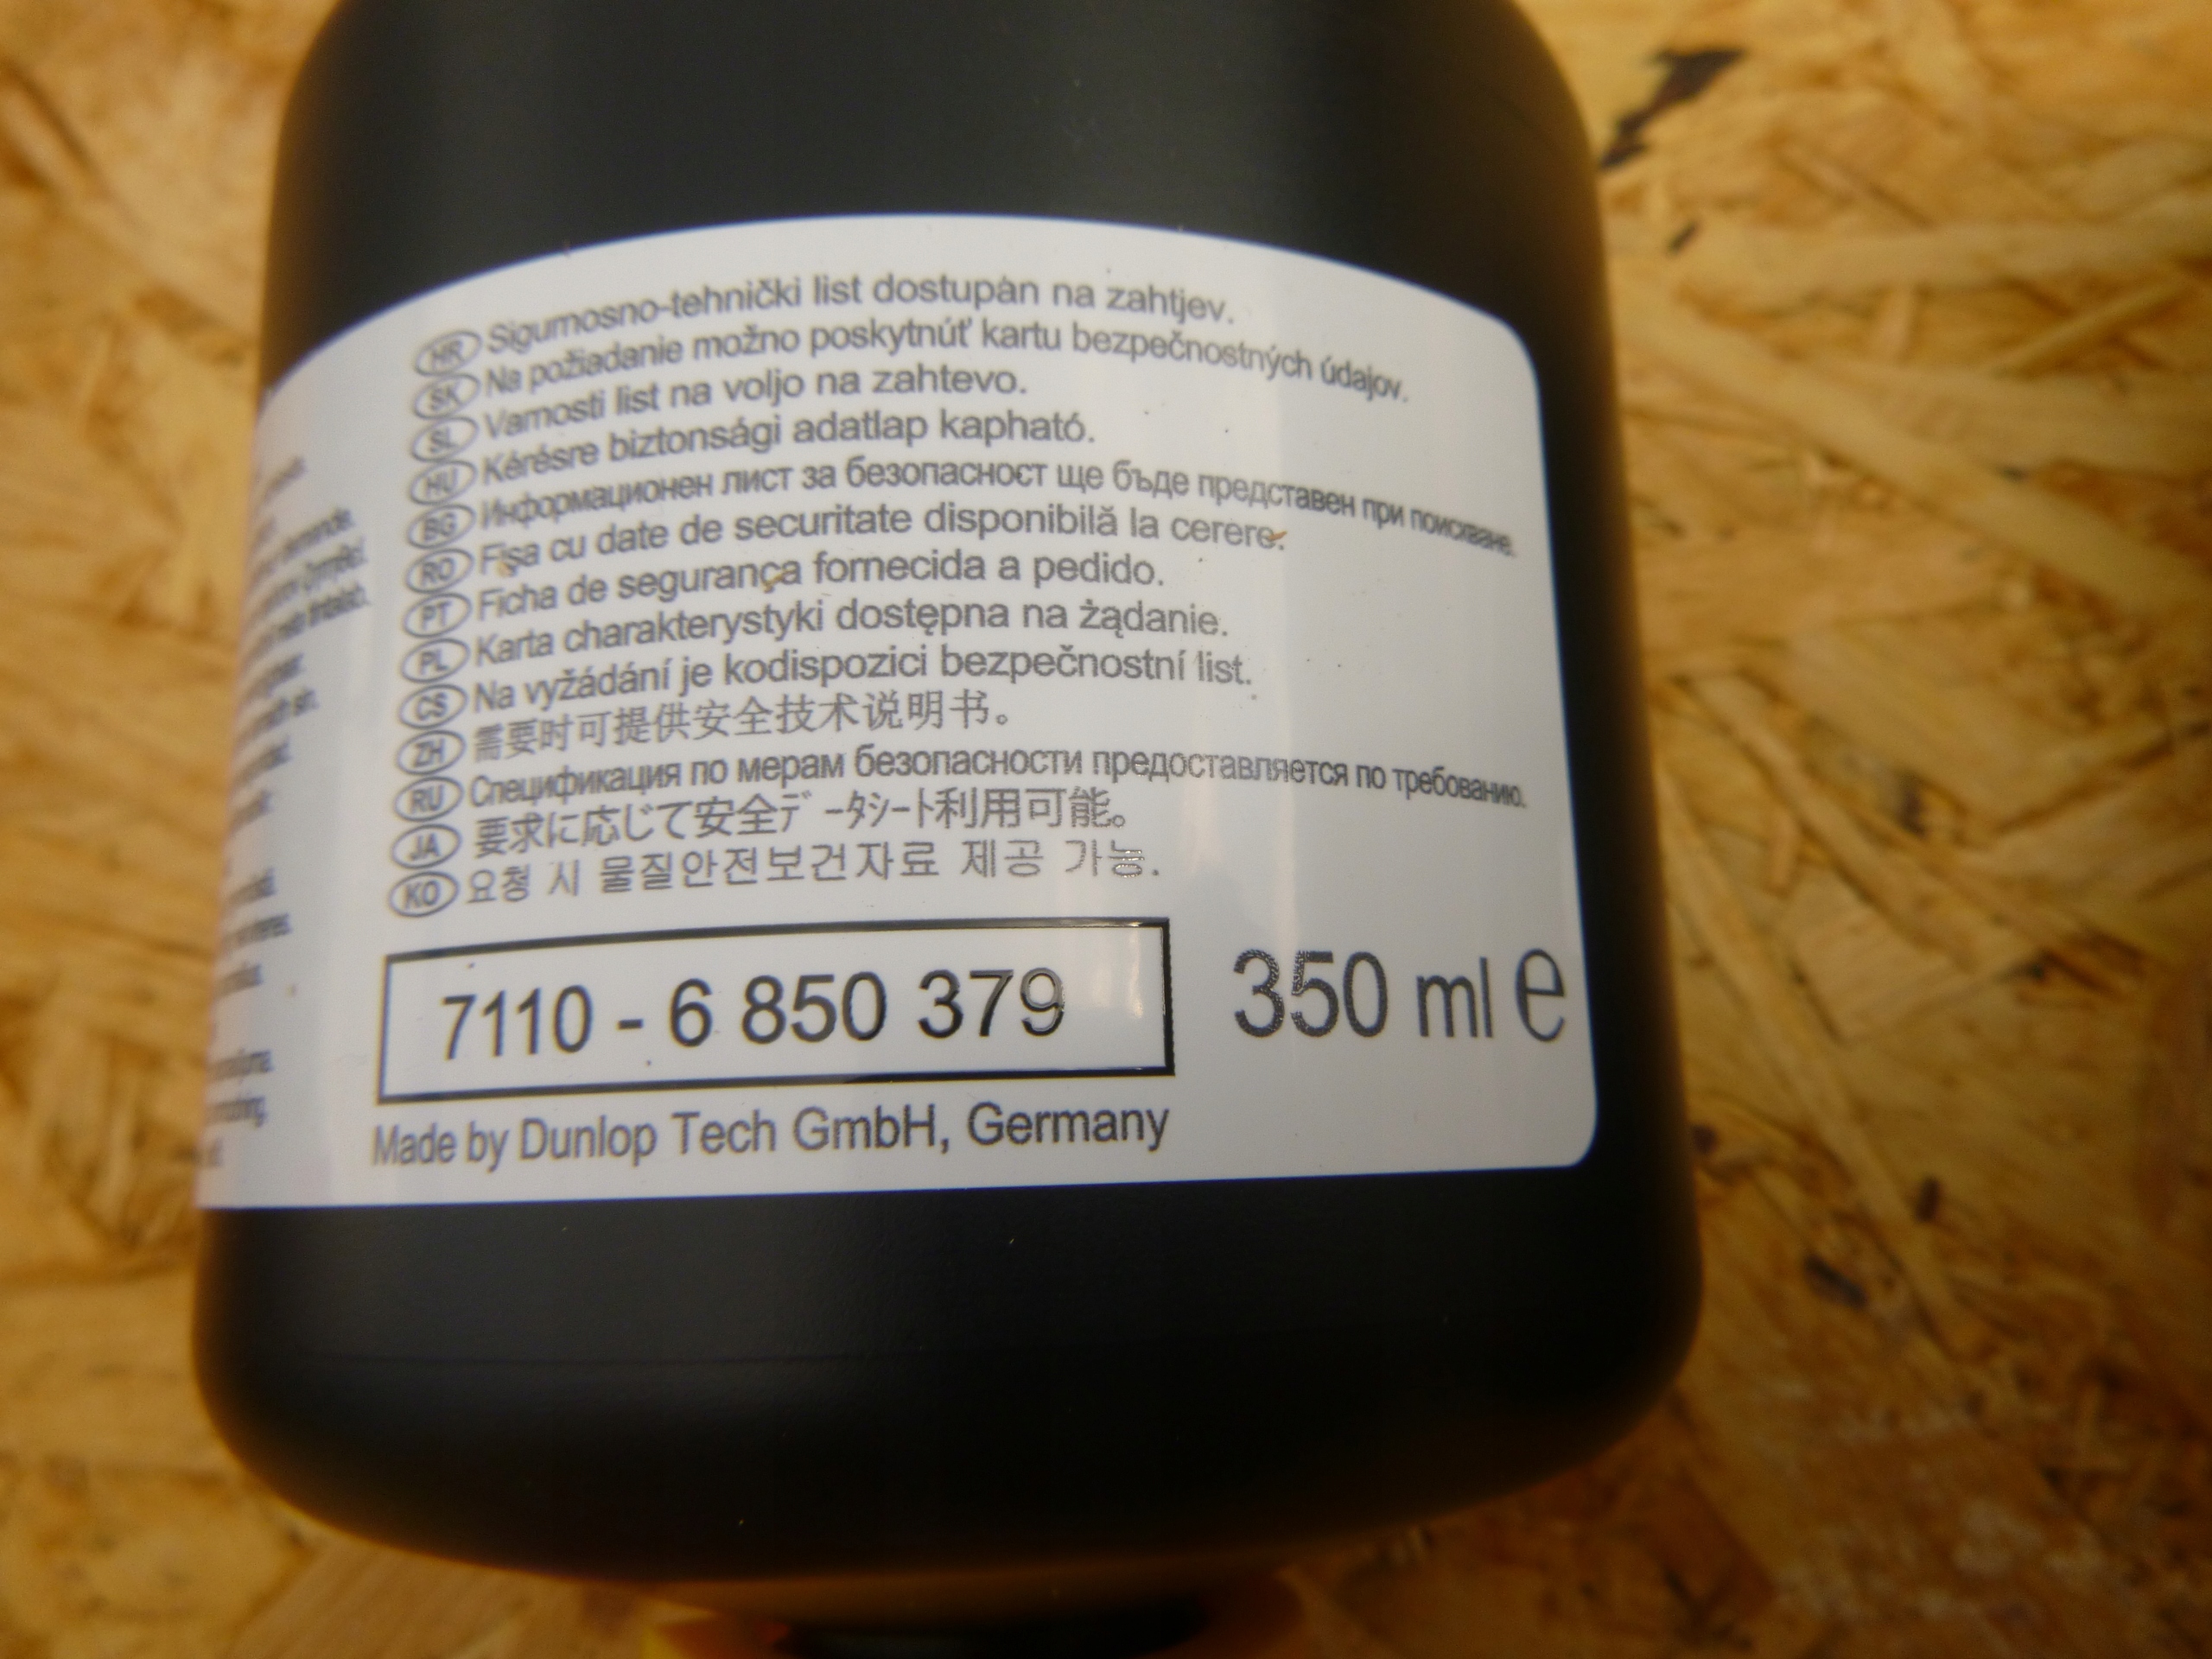 HR Sigurnosno-tehnički list dostupan na zahtjev.
SK Na požiadanie možno poskytnúť kartu bezpečnostných údajov.
SL Varnosti list na voljo na zahtevo.
HU Kérésre biztonsági adatlap kapható.
BG Информационен лист за безопасност ще бъде представен при поискване.
RO Fișa cu date de securitate disponibilă la cerere.
PT Ficha de segurança fornecida a pedido.
PL Karta charakterystyki dostępna na żądanie.
CS Na vyžádání je kodispozici bezpečnostní list.
ZH 需要时可提供安全技术说明书。
RU Спецификация по мерам безопасности предоставляется по требованию.
JA 要求に応じて安全ﾃﾞｰﾀｼｰﾄ利用可能。
KO 요청 시 물질안전보건자료 제공 가능.
7110 - 6 850 379
350 ml e
Made by Dunlop Tech GmbH, Germany